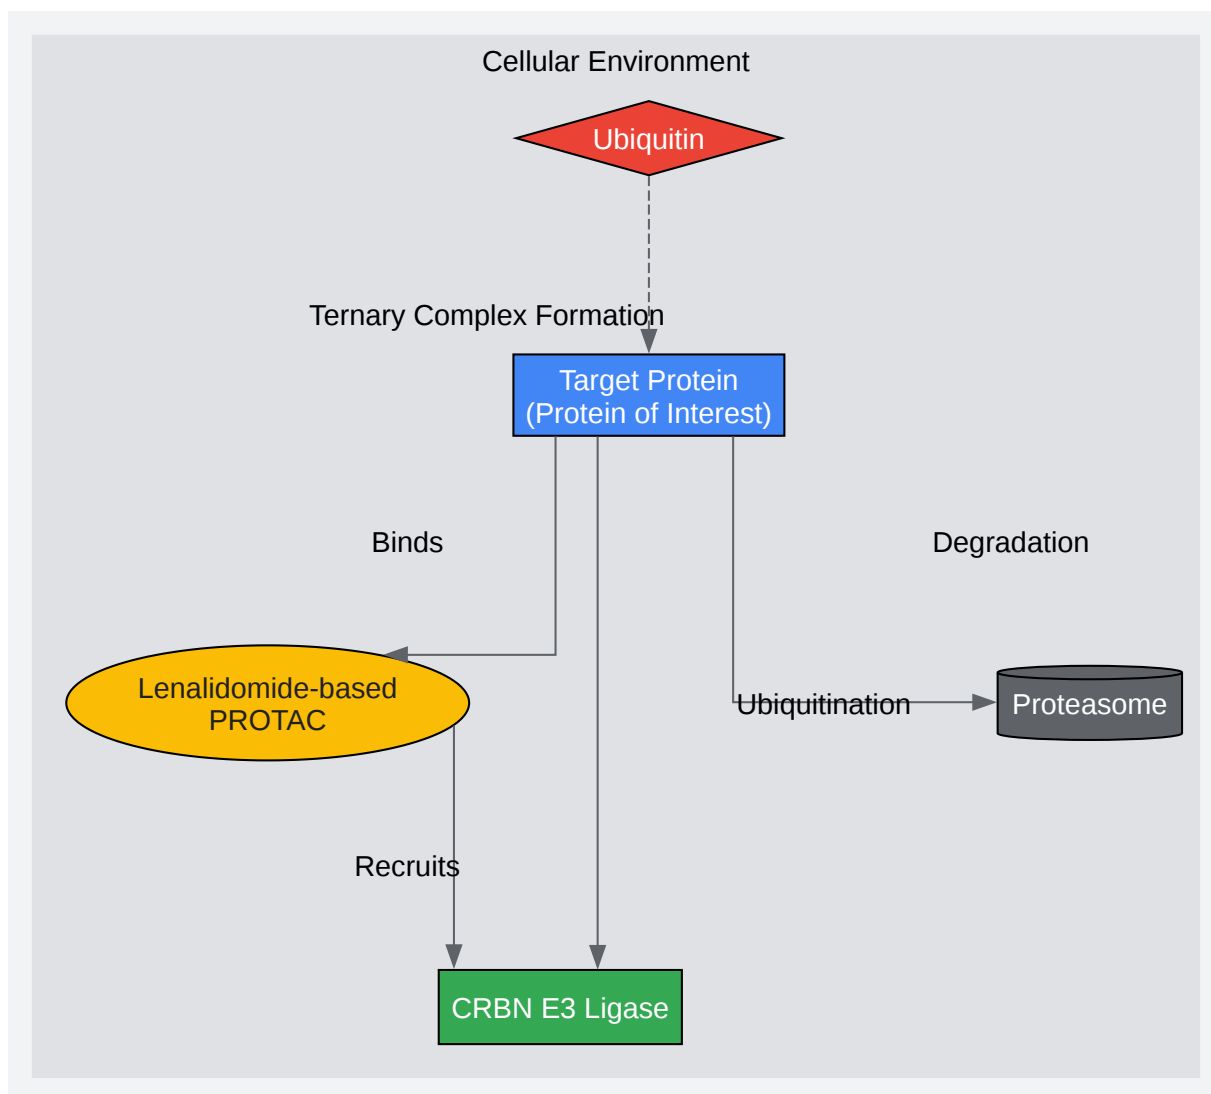 Cellular Environment
Ubiquitin
Ternary Complex Formation
Target Protein
(Protein of Interest)
Binds
Degradation
Lenalidomide-based
PROTAC
Ubiquitination
Proteasome
Recruits
CRBN E3 Ligase